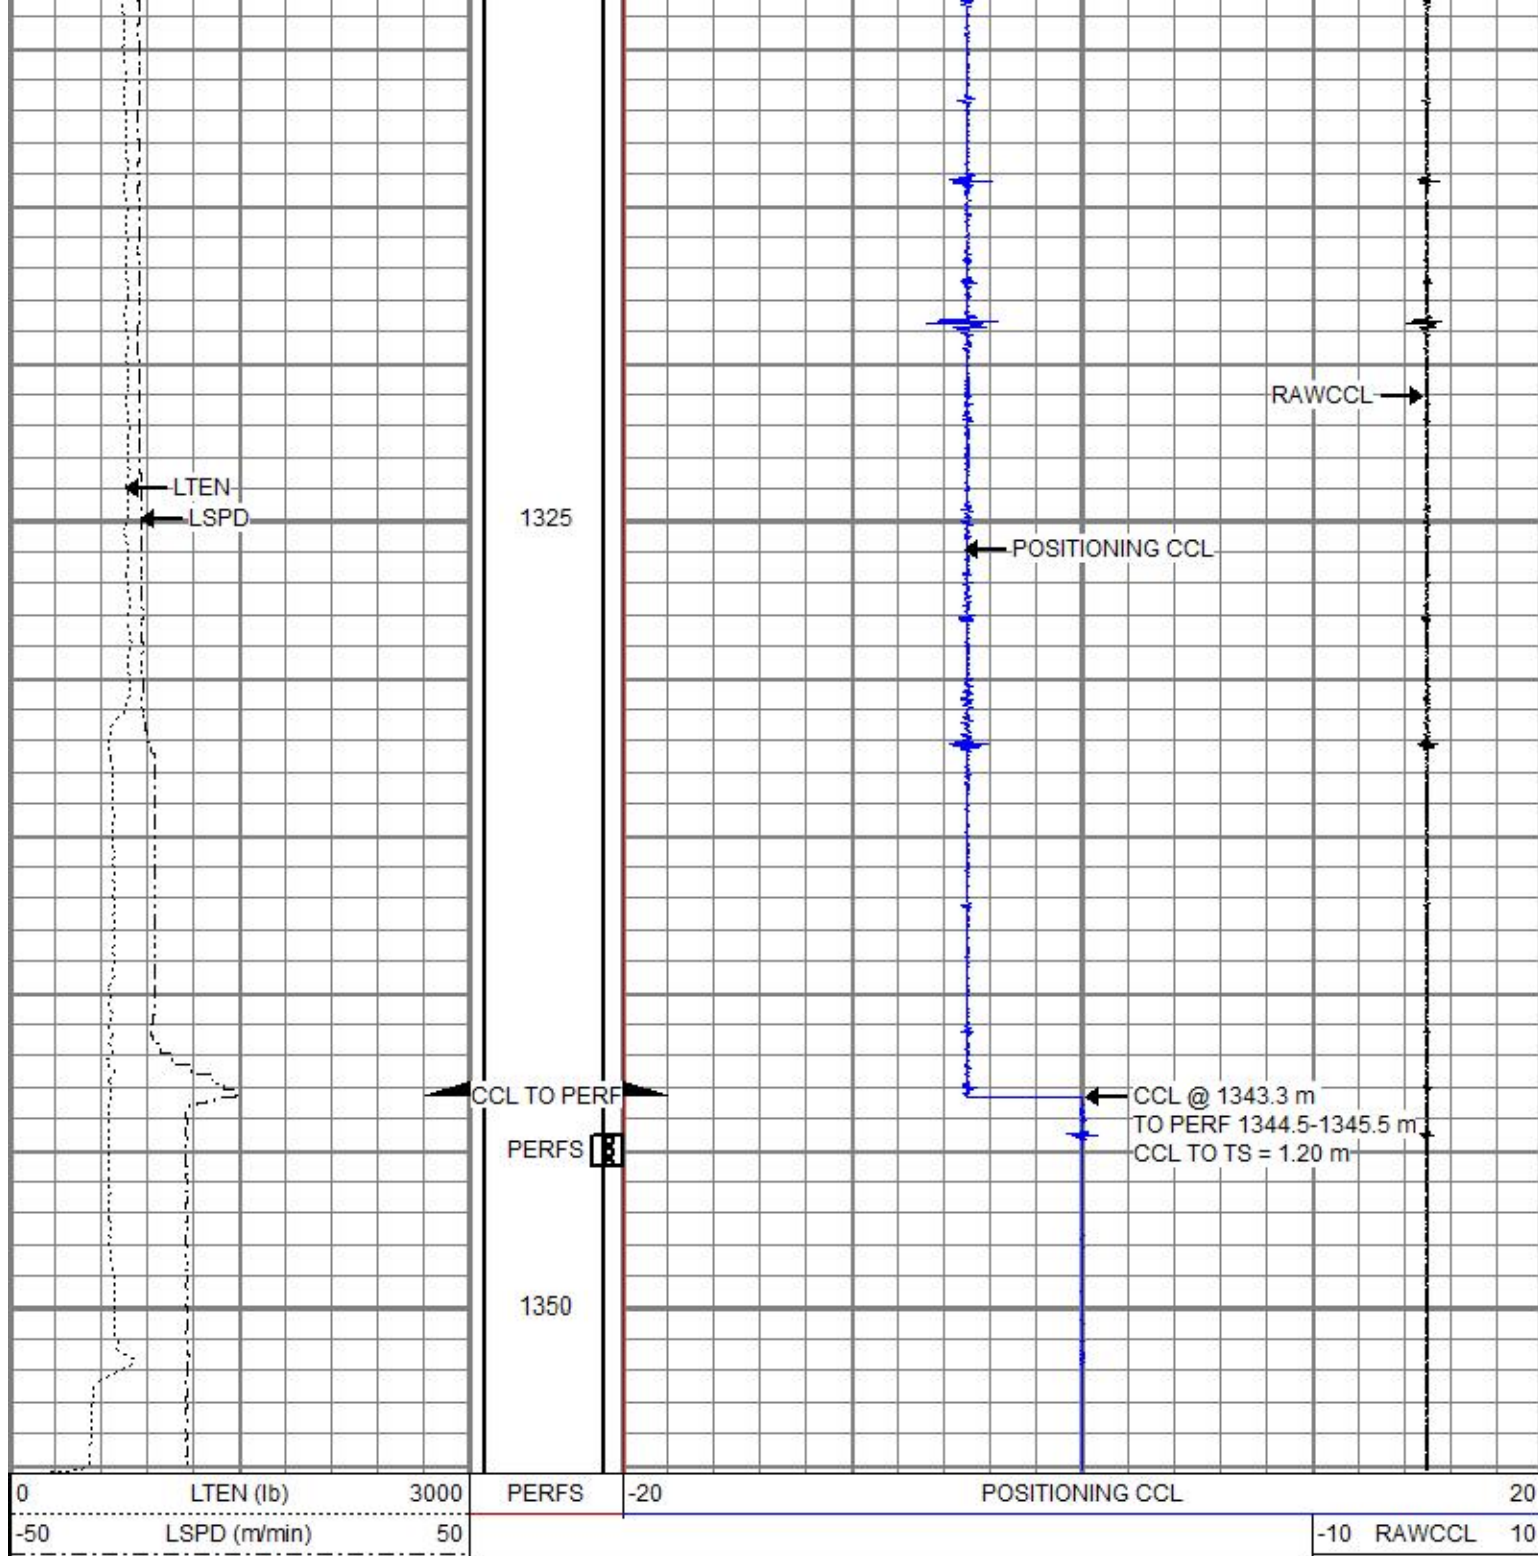 RAWCCL
LTEN
LSPD
1325
POSITIONING CCL
CCL TO PERF
CCL @ 1343.3 m
TO PERF 1344.5-1345.5 m
CCL TO TS = 1.20 m
PERFS
1350
0 LTEN (lb) 3000 PERFS -20 POSITIONING CCL 20
-50 LSPD (m/min) 50 -10 RAWCCL 10